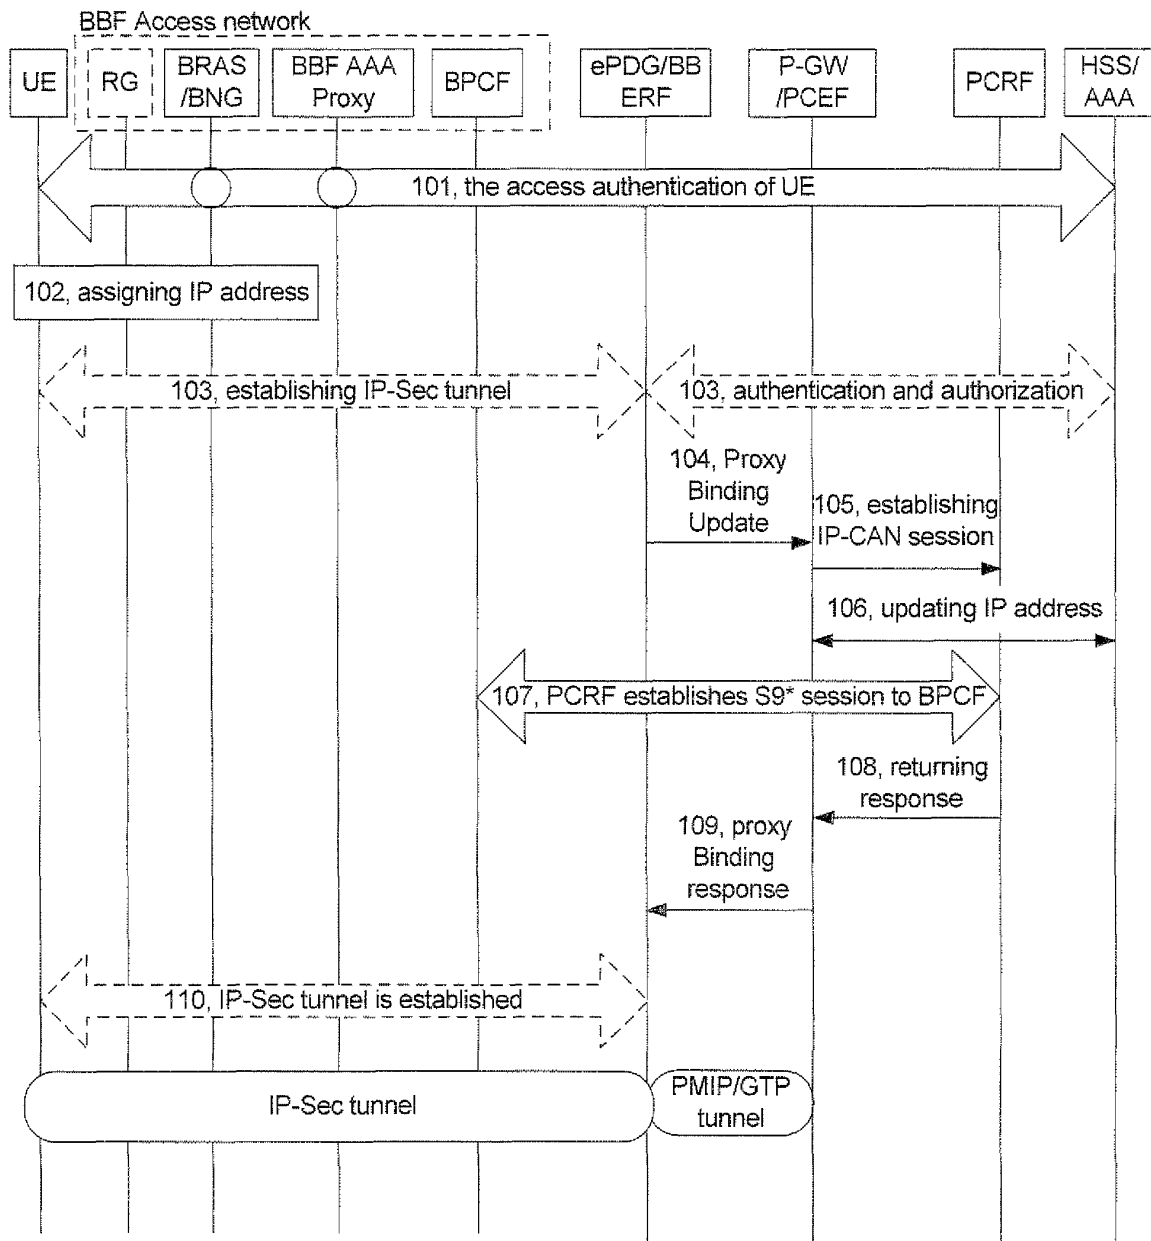 BBF Access network
UE
RG
BRAS
/BNG
BBF AAA
Proxy
BPCF
ePDG/BB
ERF
P-GW
/PCEF
PCRF
HSS/
AAA
101, the access authentication of UE
102, assigning IP address
103, establishing IP-Sec tunnel
103, authentication and authorization
104, Proxy
Binding
Update
105, establishing
IP-CAN session
106, updating IP address
107, PCRF establishes S9* session to BPCF
108, returning
response
109, proxy
Binding
response
110, IP-Sec tunnel is established
IP-Sec tunnel
PMIP/GTP
tunnel